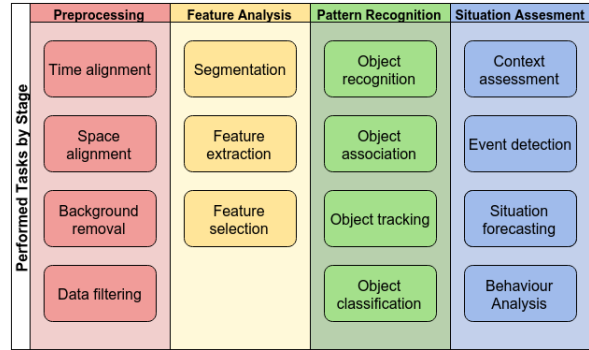 Performed Tasks by Stage
Preprocessing
Time alignment
Space
alignment
Background
removal
Data filtering
Feature Analysis
Segmentation
Feature
extraction
Feature
selection
Pattern Recognition
Object
recognition
Object
association
Object tracking
Object
classification
Situation Assesment
Context
assessment
Event detection
Situation
forecasting
Behaviour
Analysis